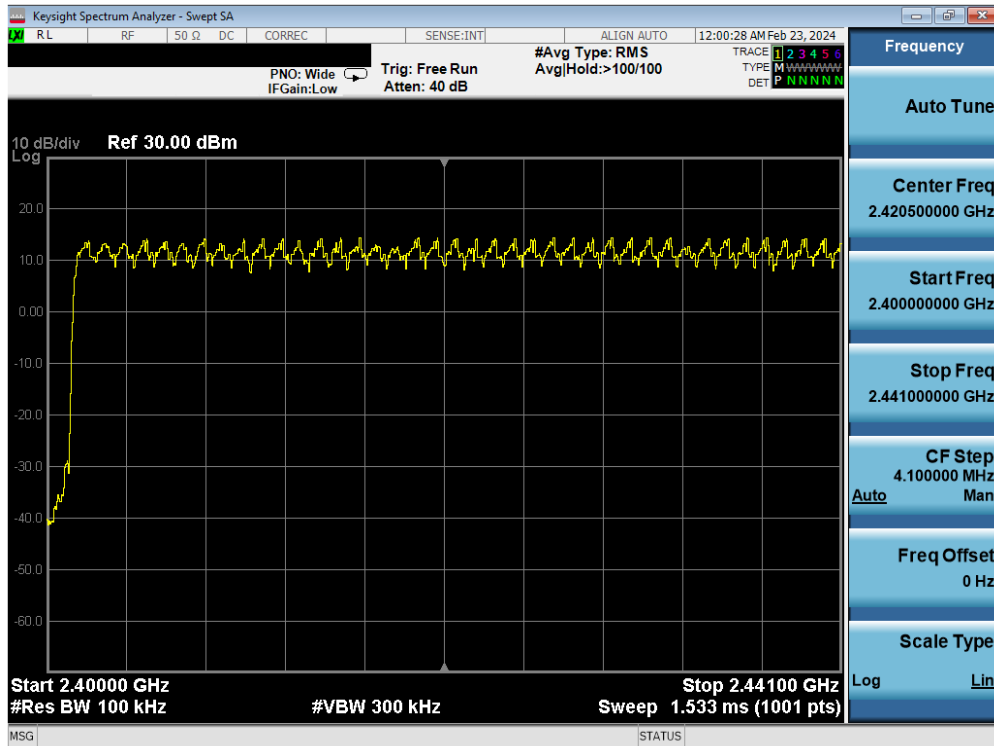 Keysight Spectrum Analyzer - Swept SA
LXI RL RF 50 Ω DC CORREC SENSE:INT ALIGN AUTO 12:00:28 AM Feb 23, 2024
PNO: Wide
IFGain:Low
Trig: Free Run
Atten: 40 dB
#Avg Type: RMS
Avg|Hold:>100/100
TRACE 1 2 3 4 5 6
TYPE M WWWWW
DET P N N N N N
10 dB/div
Log
Ref 30.00 dBm
20.0
10.0
0.00
-10.0
-20.0
-30.0
-40.0
-50.0
-60.0
Start 2.40000 GHz
#Res BW 100 kHz
#VBW 300 kHz
Stop 2.44100 GHz
Sweep 1.533 ms (1001 pts)
MSG
STATUS
Frequency
Auto Tune
Center Freq
2.420500000 GHz
Start Freq
2.400000000 GHz
Stop Freq
2.441000000 GHz
CF Step
4.100000 MHz
Auto Man
Freq Offset
0 Hz
Scale Type
Log Lin